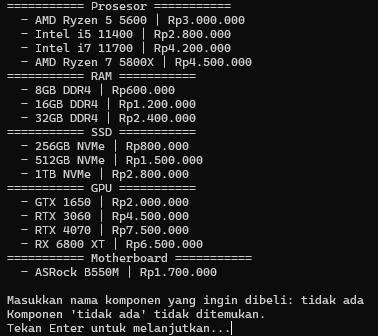 =========== Prosesor ===========
- AMD Ryzen 5 5600 | Rp3.000.000
- Intel i5 11400 | Rp2.800.000
- Intel i7 11700 | Rp4.200.000
- AMD Ryzen 7 5800X | Rp4.500.000
=========== RAM ===========
- 8GB DDR4 | Rp600.000
- 16GB DDR4 | Rp1.200.000
- 32GB DDR4 | Rp2.400.000
=========== SSD ===========
- 256GB NVMe | Rp800.000
- 512GB NVMe | Rp1.500.000
- 1TB NVMe | Rp2.800.000
=========== GPU ===========
- GTX 1650 | Rp2.000.000
- RTX 3060 | Rp4.500.000
- RTX 4070 | Rp7.500.000
- RX 6800 XT | Rp6.500.000
=========== Motherboard ===========
- ASRock B550M | Rp1.700.000
Masukkan nama komponen yang ingin dibeli: tidak ada
Komponen 'tidak ada' tidak ditemukan.
Tekan Enter untuk melanjutkan...